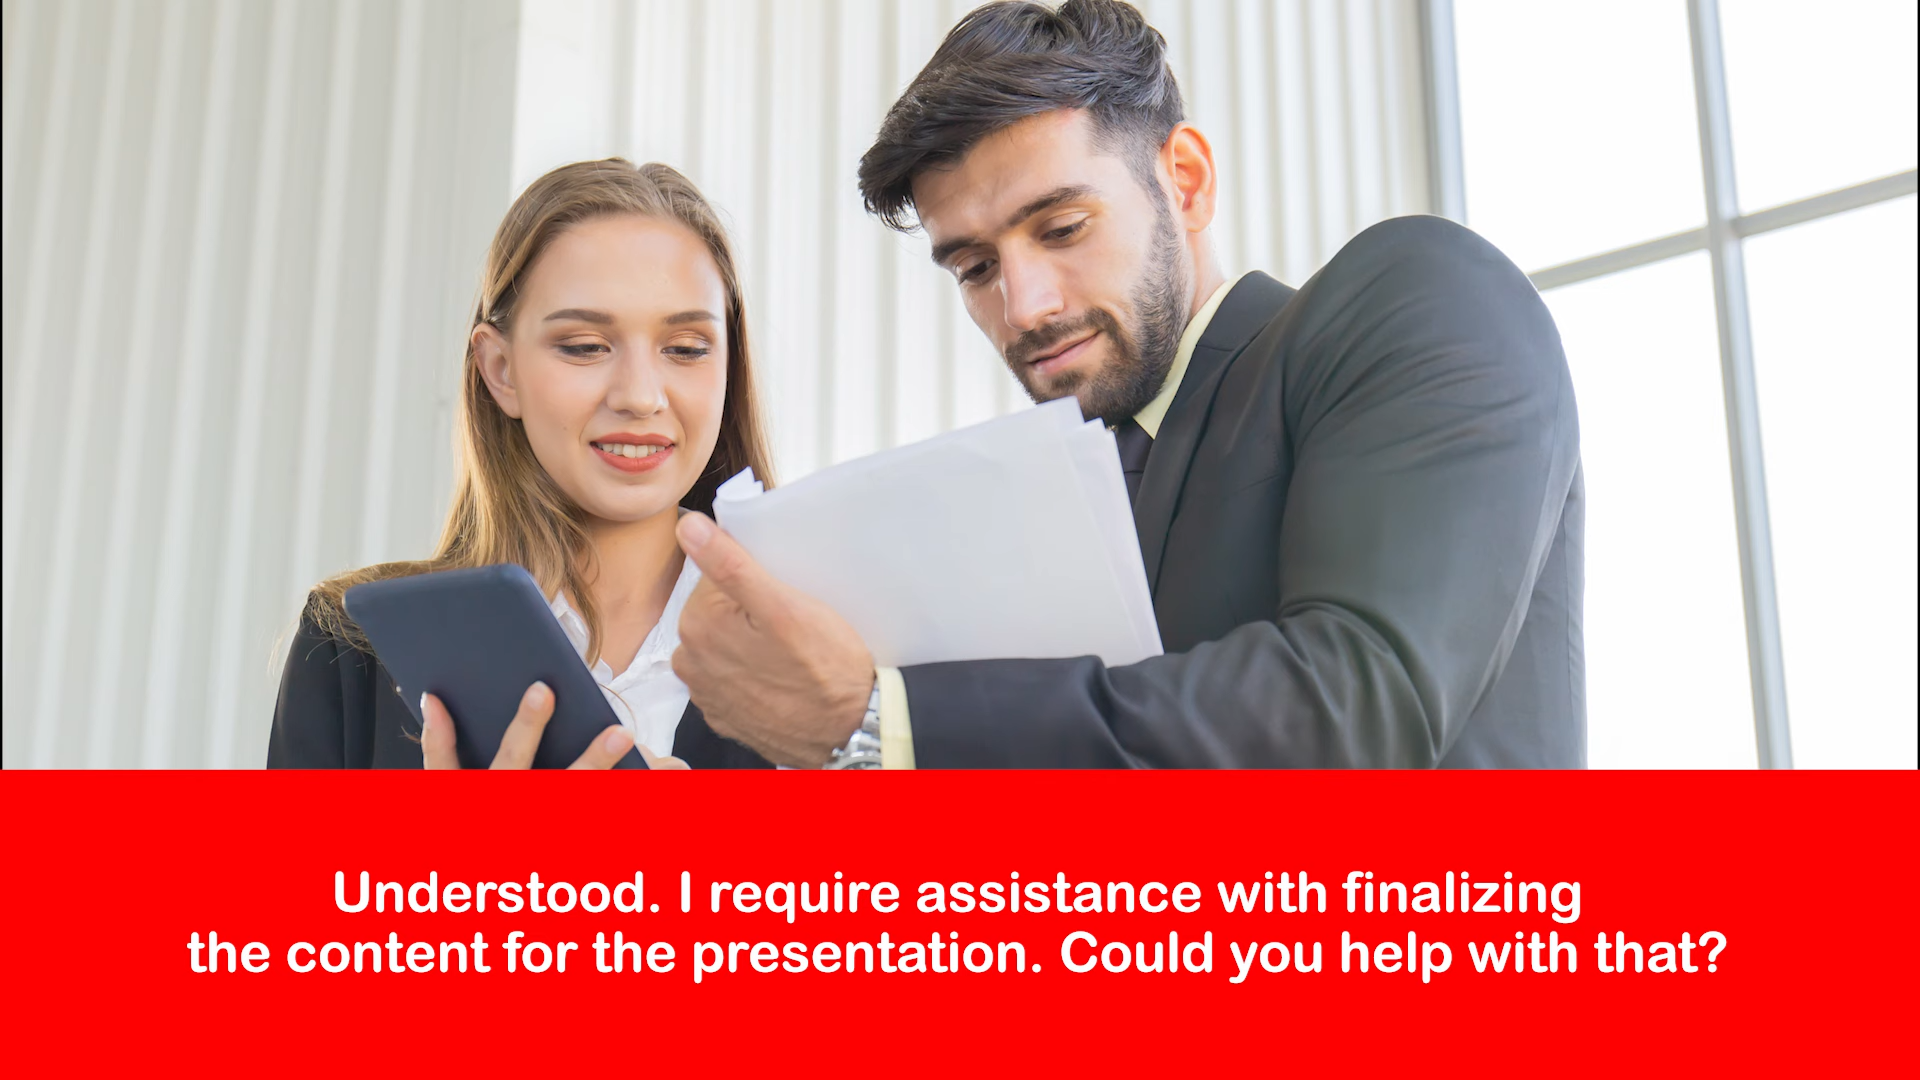 Understood. I require assistance with finalizing
the content for the presentation. Could you help with that?